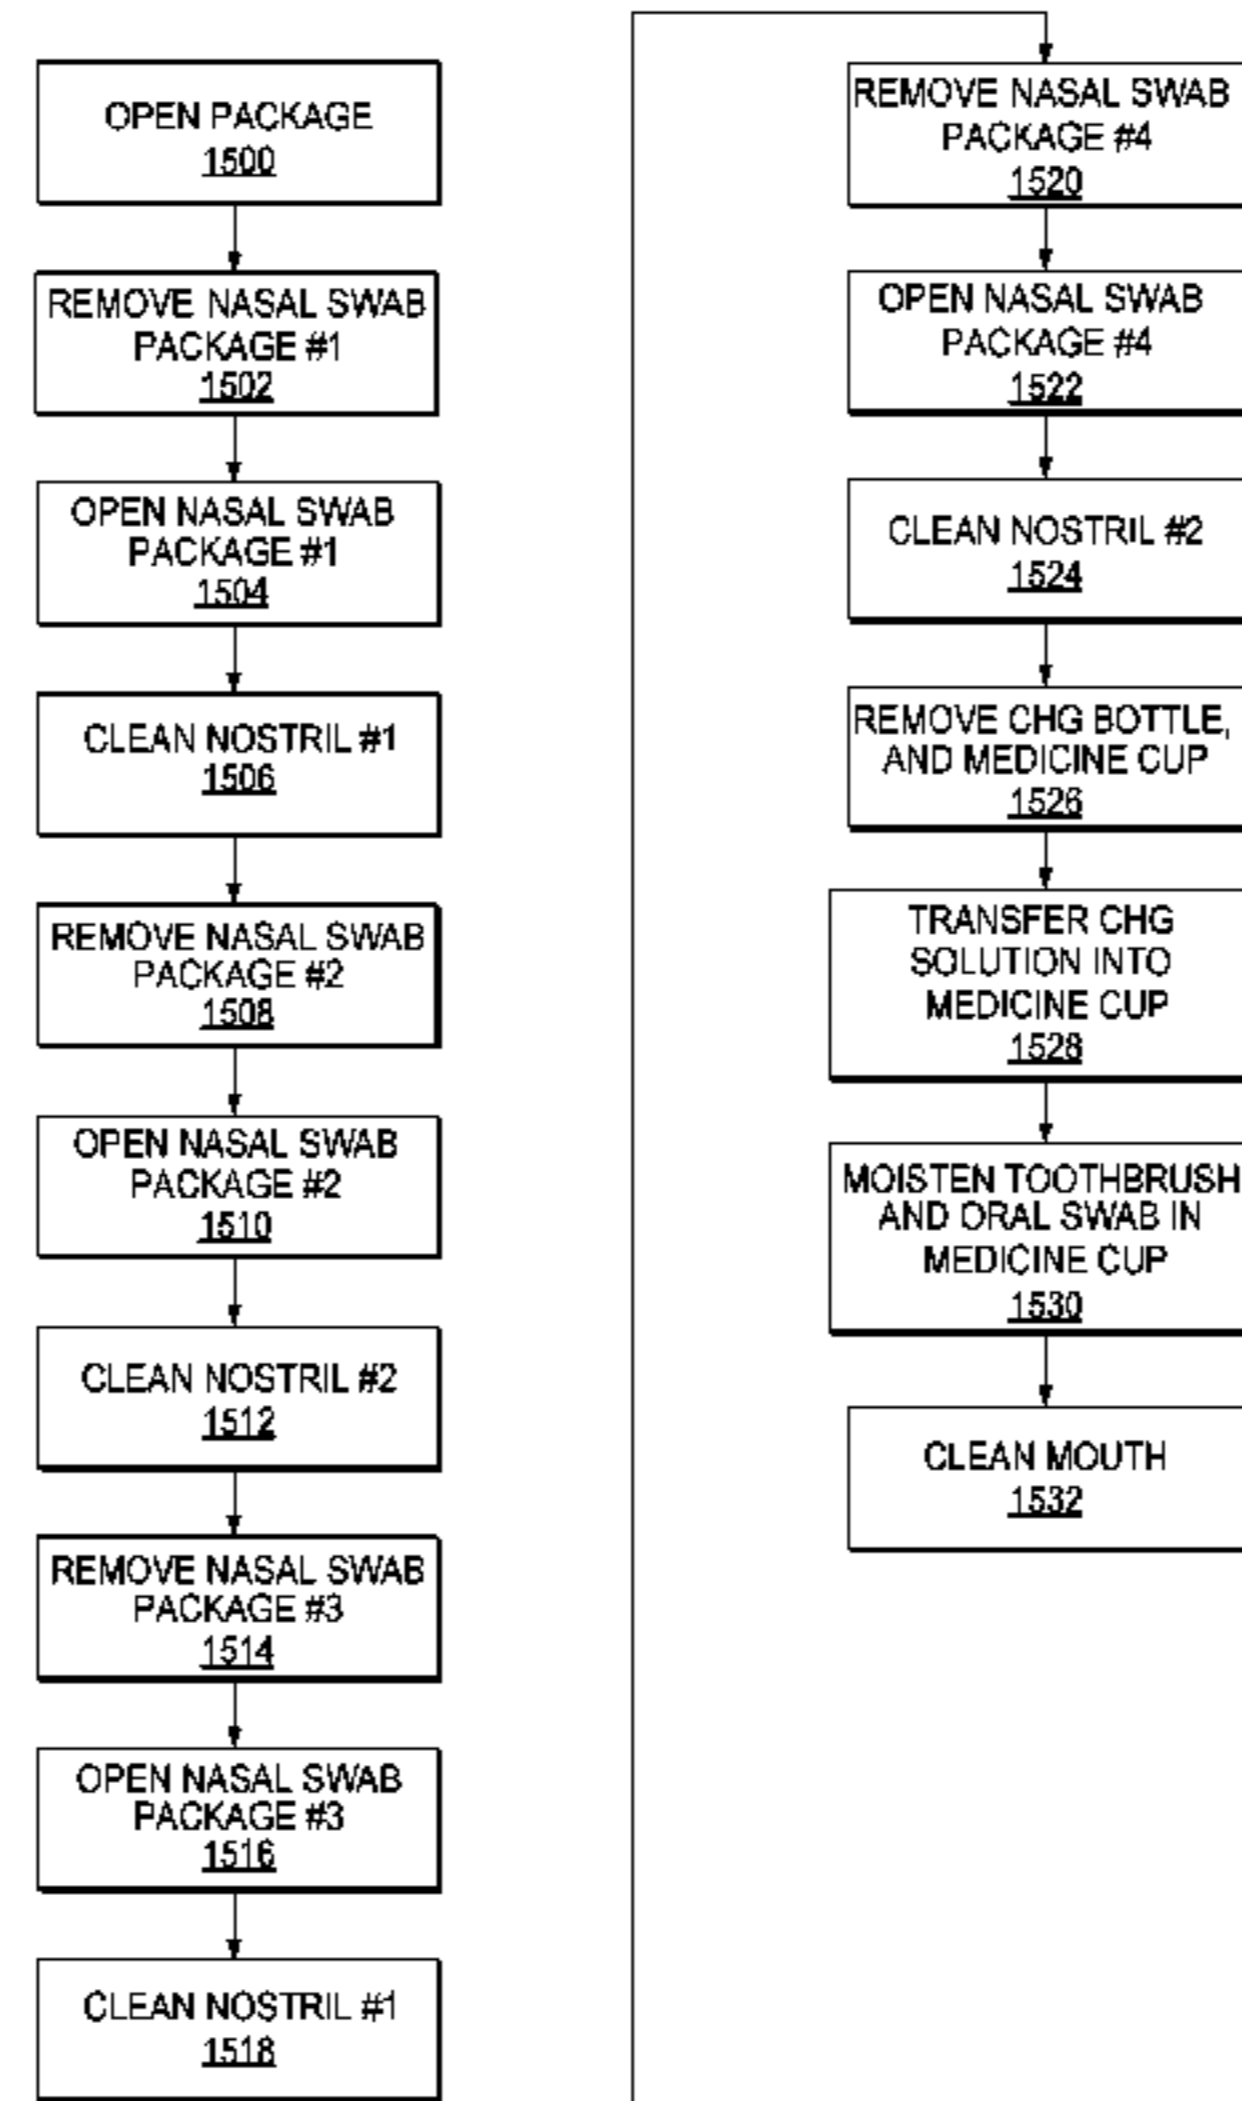 OPEN PACKAGE
1500
REMOVE NASAL SWAB
PACKAGE #1
1502
OPEN NASAL SWAB
PACKAGE #1
1504
CLEAN NOSTRIL #1
1506
REMOVE NASAL SWAB
PACKAGE #2
1508
OPEN NASAL SWAB
PACKAGE #2
1510
CLEAN NOSTRIL #2
1512
REMOVE NASAL SWAB
PACKAGE #3
1514
OPEN NASAL SWAB
PACKAGE #3
1516
CLEAN NOSTRIL #1
1518
REMOVE NASAL SWAB
PACKAGE #4
1520
OPEN NASAL SWAB
PACKAGE #4
1522
CLEAN NOSTRIL #2
1524
REMOVE CHG BOTTLE,
AND MEDICINE CUP
1526
TRANSFER CHG
SOLUTION INTO
MEDICINE CUP
1528
MOISTEN TOOTHBRUSH
AND ORAL SWAB IN
MEDICINE CUP
1530
CLEAN MOUTH
1532